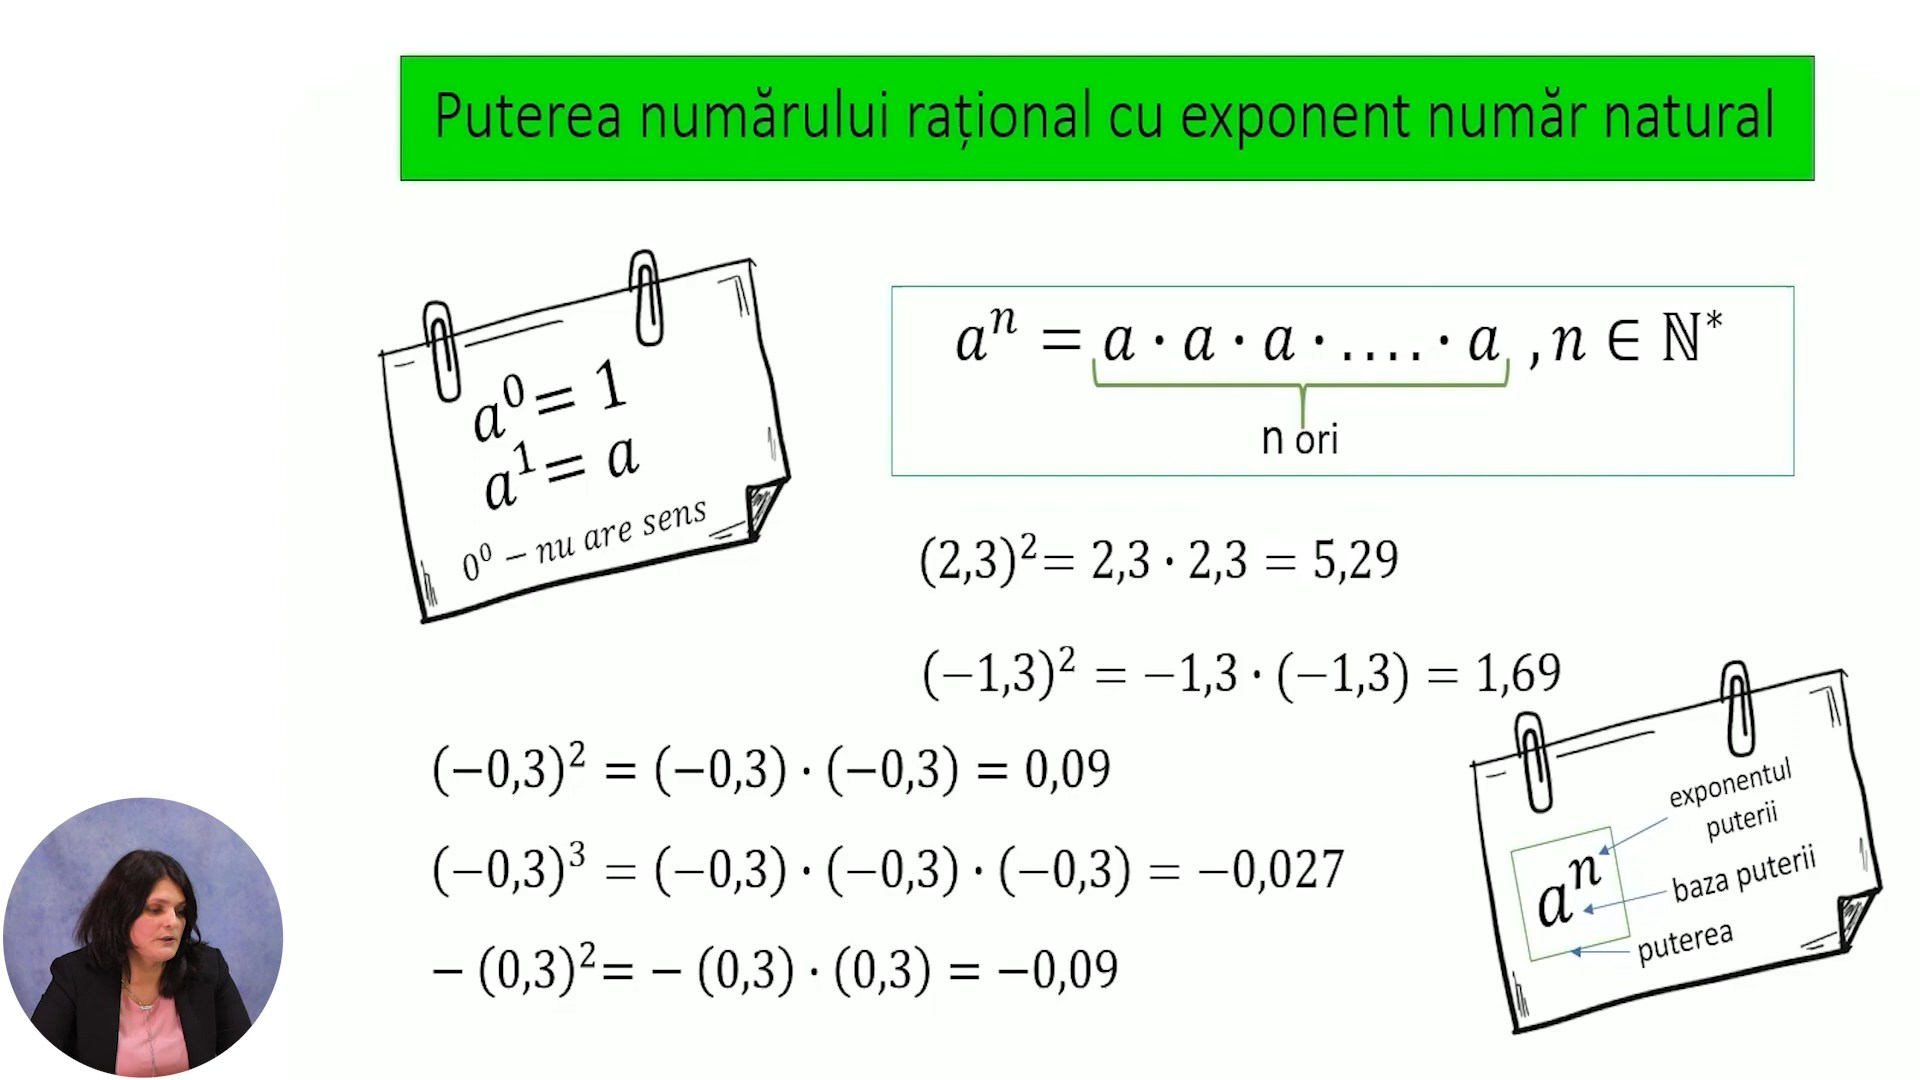 Puterea numărului rațional cu exponent număr natural
a⁰ = 1
a¹ = a
0⁰ – nu are sens
aⁿ = a · a · a · .... · a , n ∈ ℕ*
n ori
(2,3)² = 2,3 · 2,3 = 5,29
(−1,3)² = −1,3 · (−1,3) = 1,69
(−0,3)² = (−0,3) · (−0,3) = 0,09
(−0,3)³ = (−0,3) · (−0,3) · (−0,3) = −0,027
− (0,3)² = − (0,3) · (0,3) = −0,09
exponentul
puterii
aⁿ
baza puterii
puterea